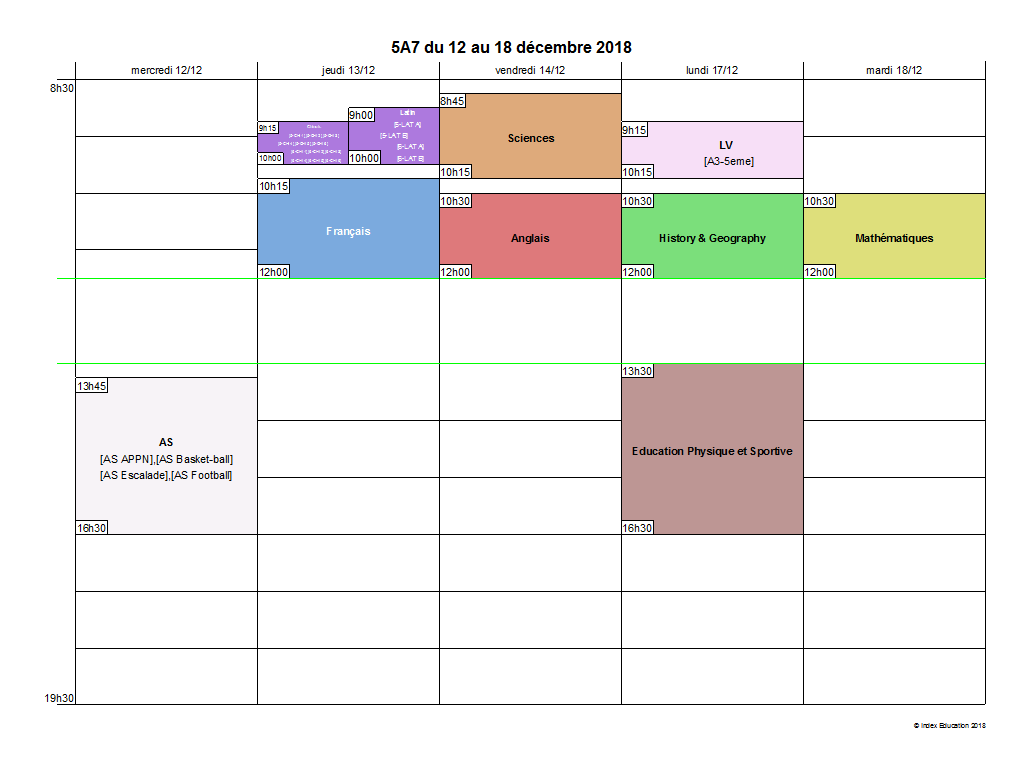 5A7 du 12 au 18 décembre 2018
mercredi 12/12
jeudi 13/12
vendredi 14/12
lundi 17/12
mardi 18/12
8h30
9h15
10h00
9h00
Latin
[5-LAT A]
[5-LAT E]
[5-LAT A]
[5-LAT E]
10h00
8h45
Sciences
10h15
9h15
LV
[A3-5eme]
10h15
10h15
Français
12h00
10h30
Anglais
12h00
10h30
History & Geography
12h00
10h30
Mathématiques
12h00
13h45
AS
[AS APPN],[AS Basket-ball]
[AS Escalade],[AS Football]
16h30
13h30
Education Physique et Sportive
16h30
19h30
© Index Education 2018